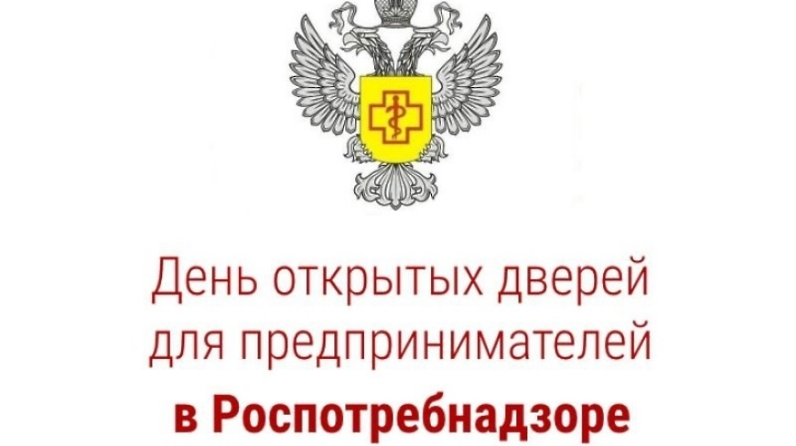 День открытых дверей
для предпринимателей
в Роспотребнадзоре